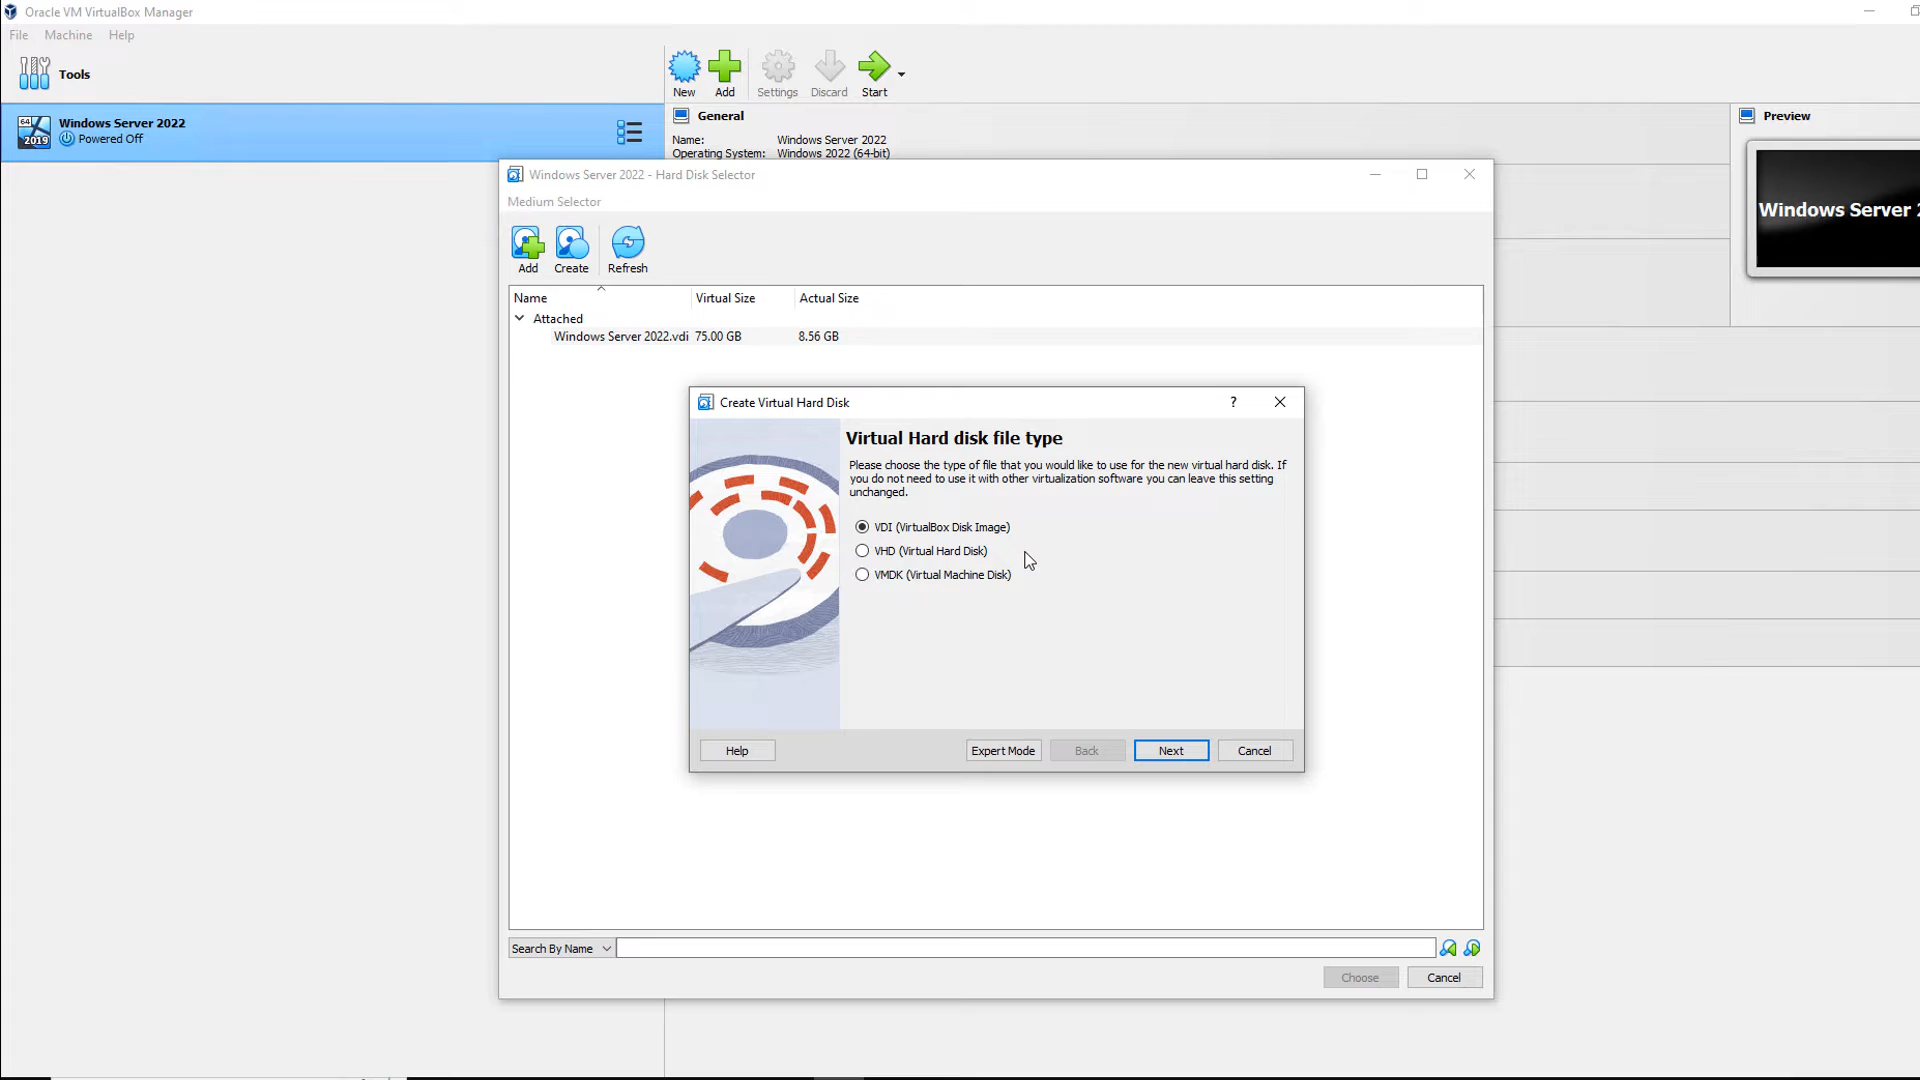 Oracle VM VirtualBox Manager
File Machine Help
Tools
New Add Settings Discard Start
64
2019
Windows Server 2022
Powered Off
General
Name: Windows Server 2022
Operating System: Windows 2022 (64-bit)
Preview
Windows Server 2
Windows Server 2022 - Hard Disk Selector
Medium Selector
Add Create Refresh
Name Virtual Size Actual Size
Attached
Windows Server 2022.vdi 75.00 GB 8.56 GB
Create Virtual Hard Disk
?
Virtual Hard disk file type
Please choose the type of file that you would like to use for the new virtual hard disk. If
you do not need to use it with other virtualization software you can leave this setting
unchanged.
VDI (VirtualBox Disk Image)
VHD (Virtual Hard Disk)
VMDK (Virtual Machine Disk)
Help Expert Mode Back Next Cancel
Search By Name
Choose Cancel